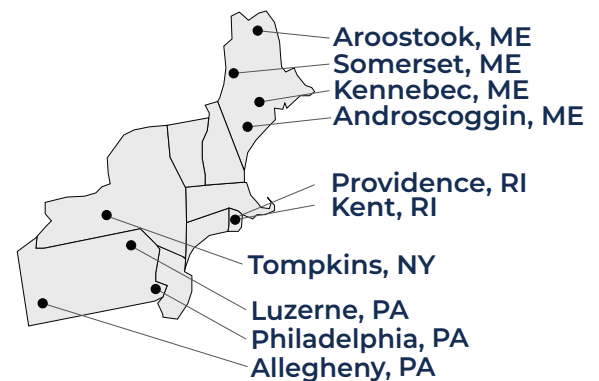 Aroostook, ME
Somerset, ME
Kennebec, ME
Androscoggin, ME
Providence, RI
Kent, RI
Tompkins, NY
Luzerne, PA
Philadelphia, PA
Allegheny, PA